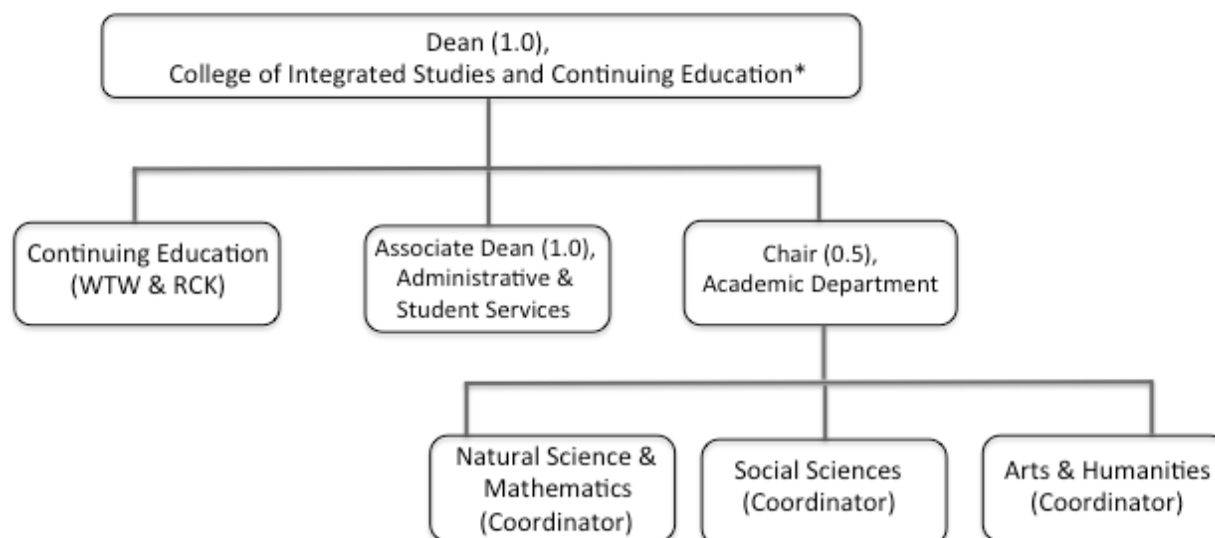 Dean (1.0),
College of Integrated Studies and Continuing Education*
Continuing Education
(WTW & RCK)
Associate Dean (1.0),
Administrative &
Student Services
Chair (0.5),
Academic Department
Natural Science &
Mathematics
(Coordinator)
Social Sciences
(Coordinator)
Arts & Humanities
(Coordinator)